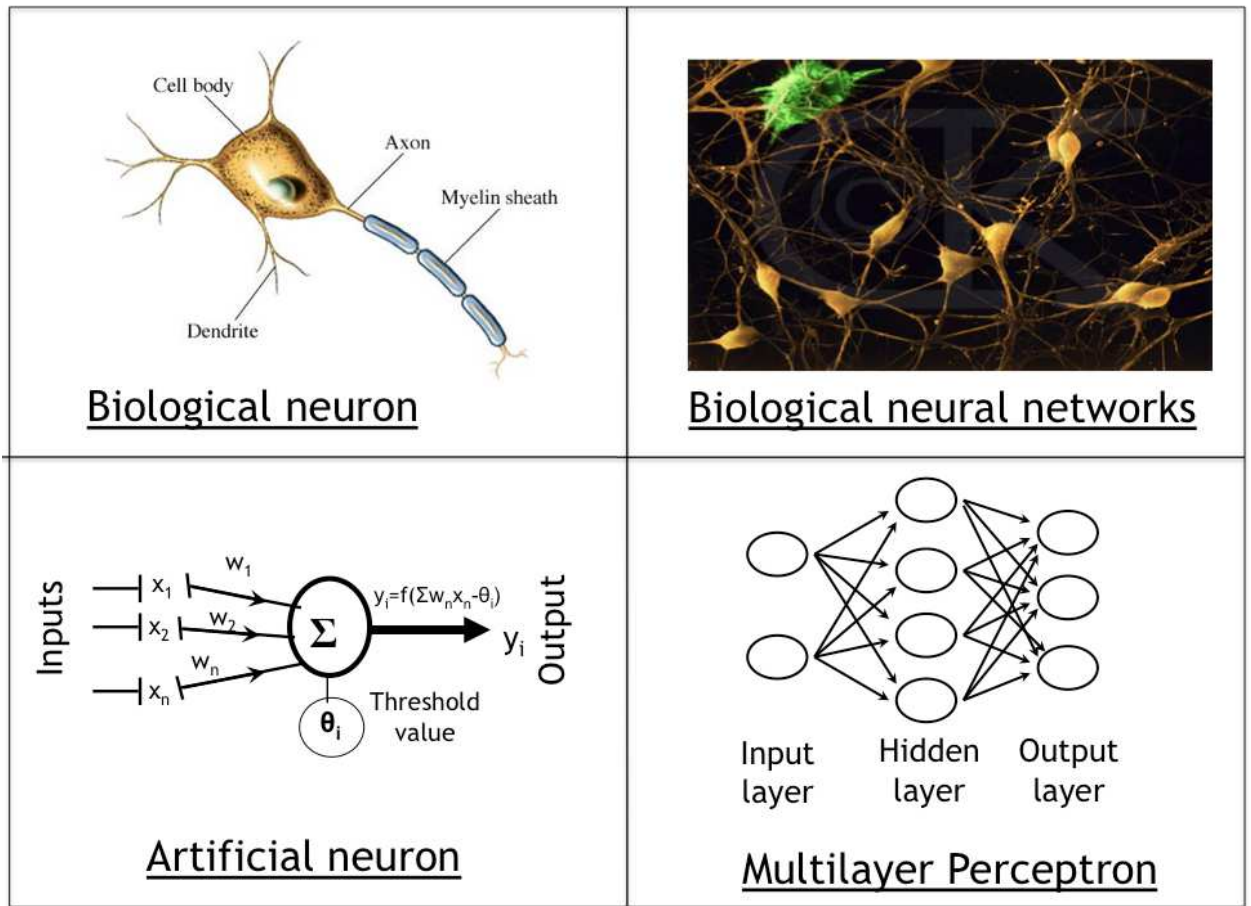 Cell body
Axon
Myelin sheath
Dendrite
Biological neuron
Biological neural networks
Inputs
x1
x2
xn
w1
w2
wn
Σ
θi
Threshold
value
yi=f(Σwnxn-θi)
yi
Output
Artificial neuron
Input
layer
Hidden
layer
Output
layer
Multilayer Perceptron